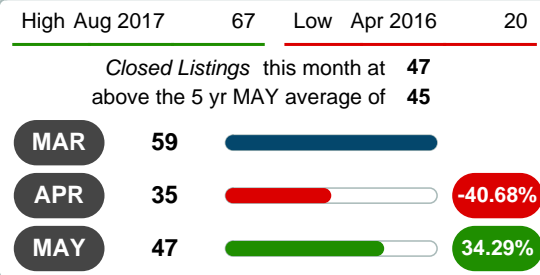 High Aug 2017 67 Low Apr 2016 20
Closed Listings this month at 47
above the 5 yr MAY average of 45
MAR 59
APR 35 -40.68%
MAY 47 34.29%